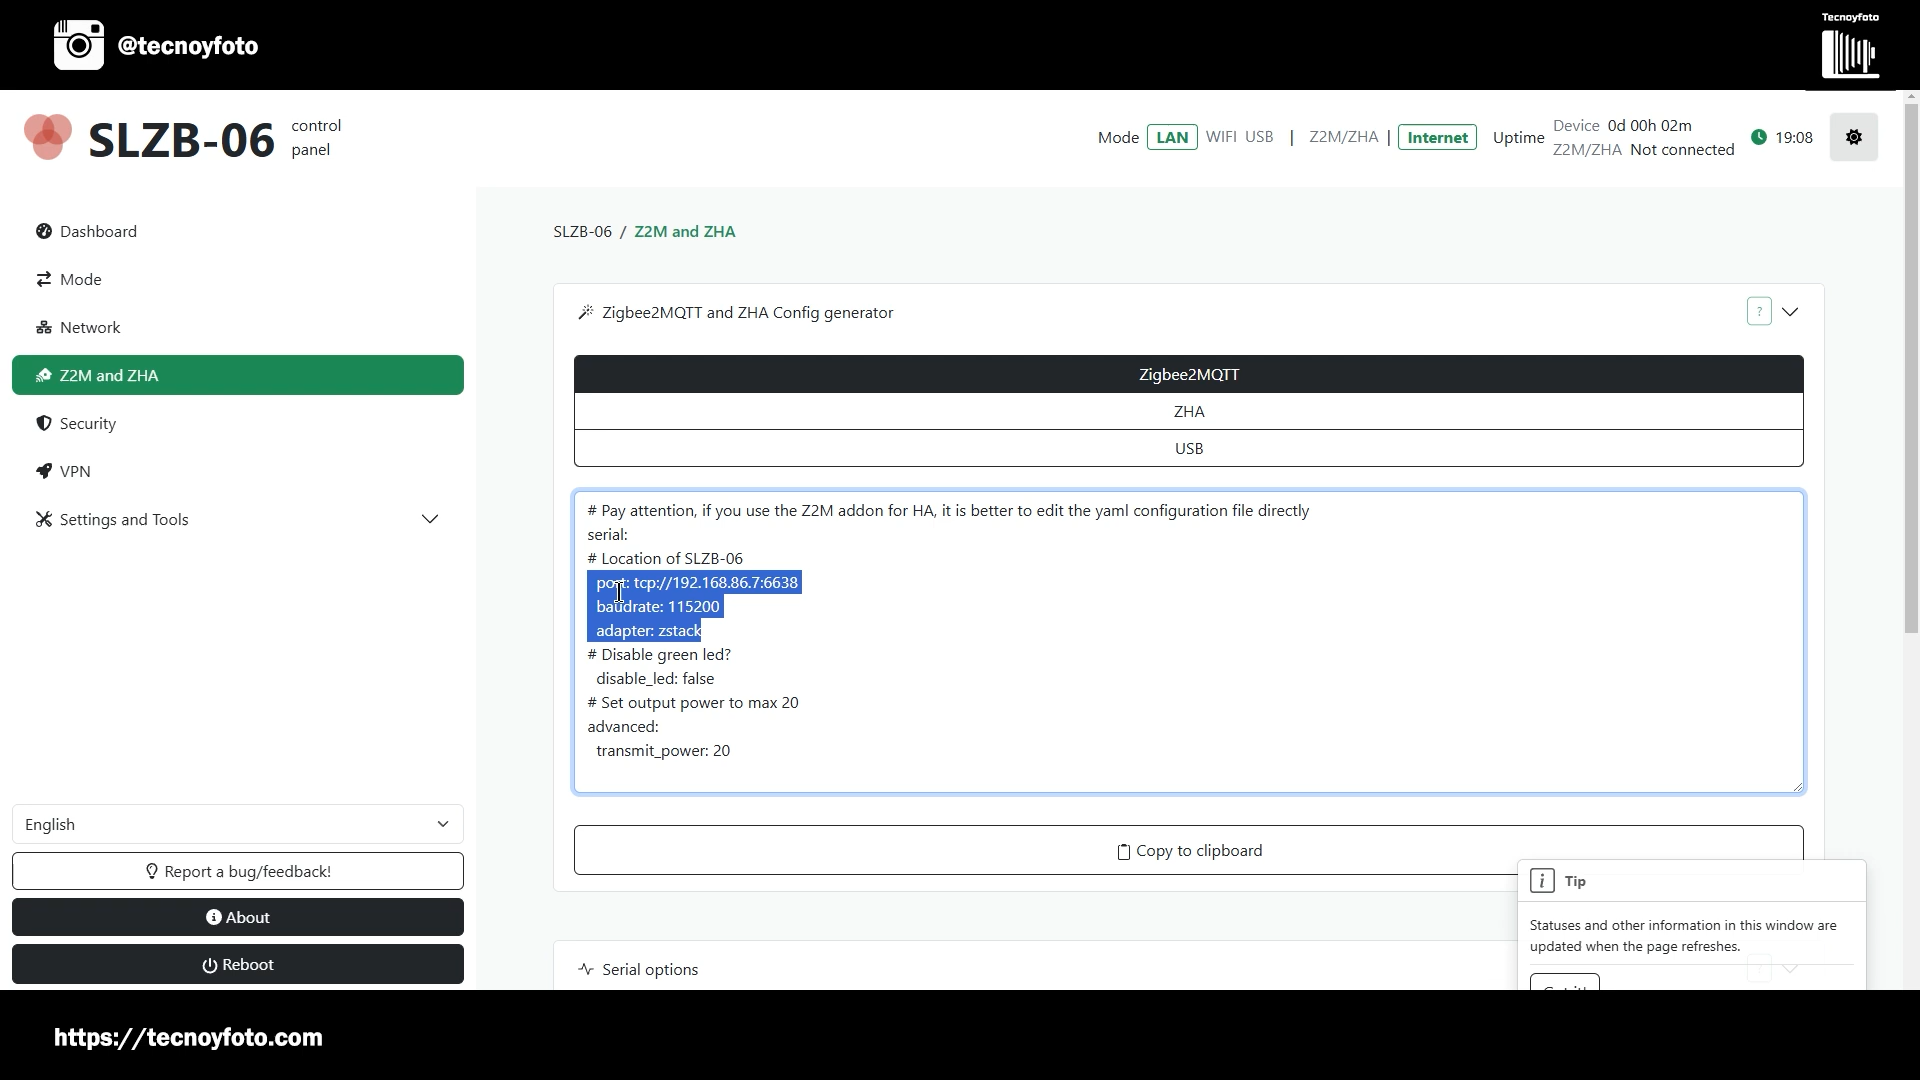 @tecnoyfoto
Tecnoyfoto
SLZB-06 control panel
Mode LAN WIFI USB | Z2M/ZHA | Internet Uptime Device 0d 00h 02m Z2M/ZHA Not connected 19:08
Dashboard
Mode
Network
Z2M and ZHA
Security
VPN
Settings and Tools
English
Report a bug/feedback!
About
Reboot
SLZB-06 / Z2M and ZHA
Zigbee2MQTT and ZHA Config generator ?
Zigbee2MQTT
ZHA
USB
# Pay attention, if you use the Z2M addon for HA, it is better to edit the yaml configuration file directly
serial:
# Location of SLZB-06
port: tcp://192.168.86.7:6638
baudrate: 115200
adapter: zstack
# Disable green led?
disable_led: false
# Set output power to max 20
advanced:
transmit_power: 20
Copy to clipboard
Serial options
Tip
Statuses and other information in this window are
updated when the page refreshes.
https://tecnoyfoto.com